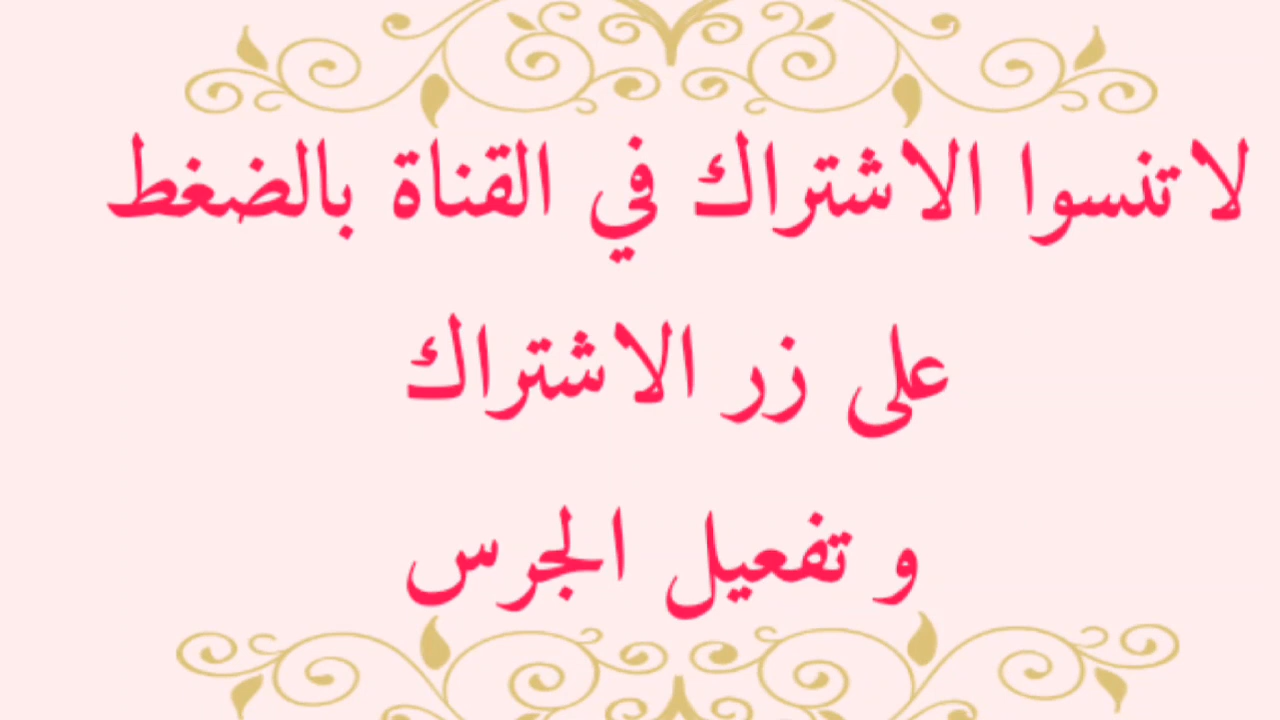 لاتنسوا الاشتراك في القناة بالضغط
على زر الاشتراك
و تفعيل الجرس